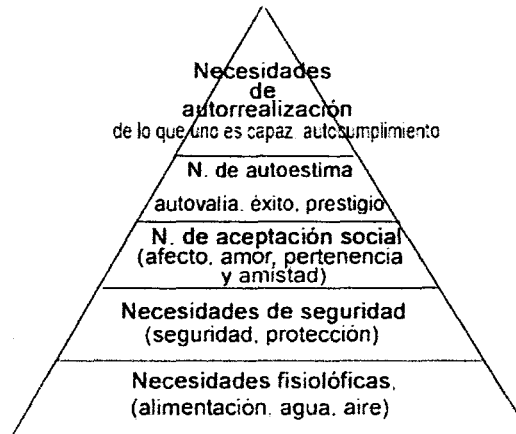 Necesidades
de
autorrealización
de lo que uno es capaz. autocumplimiento
N. de autoestima
autovalía. éxito, prestigio
N. de aceptación social
(afecto, amor, pertenencia
y amistad)
Necesidades de seguridad
(seguridad, protección)
Necesidades fisiolóficas,
(alimentación. agua, aire)